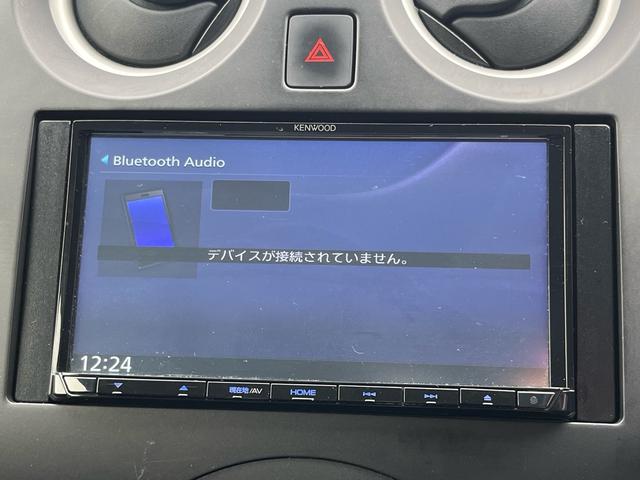 KENWOOD
Bluetooth Audio
デバイスが接続されていません。
12:24
現在地/AV
HOME